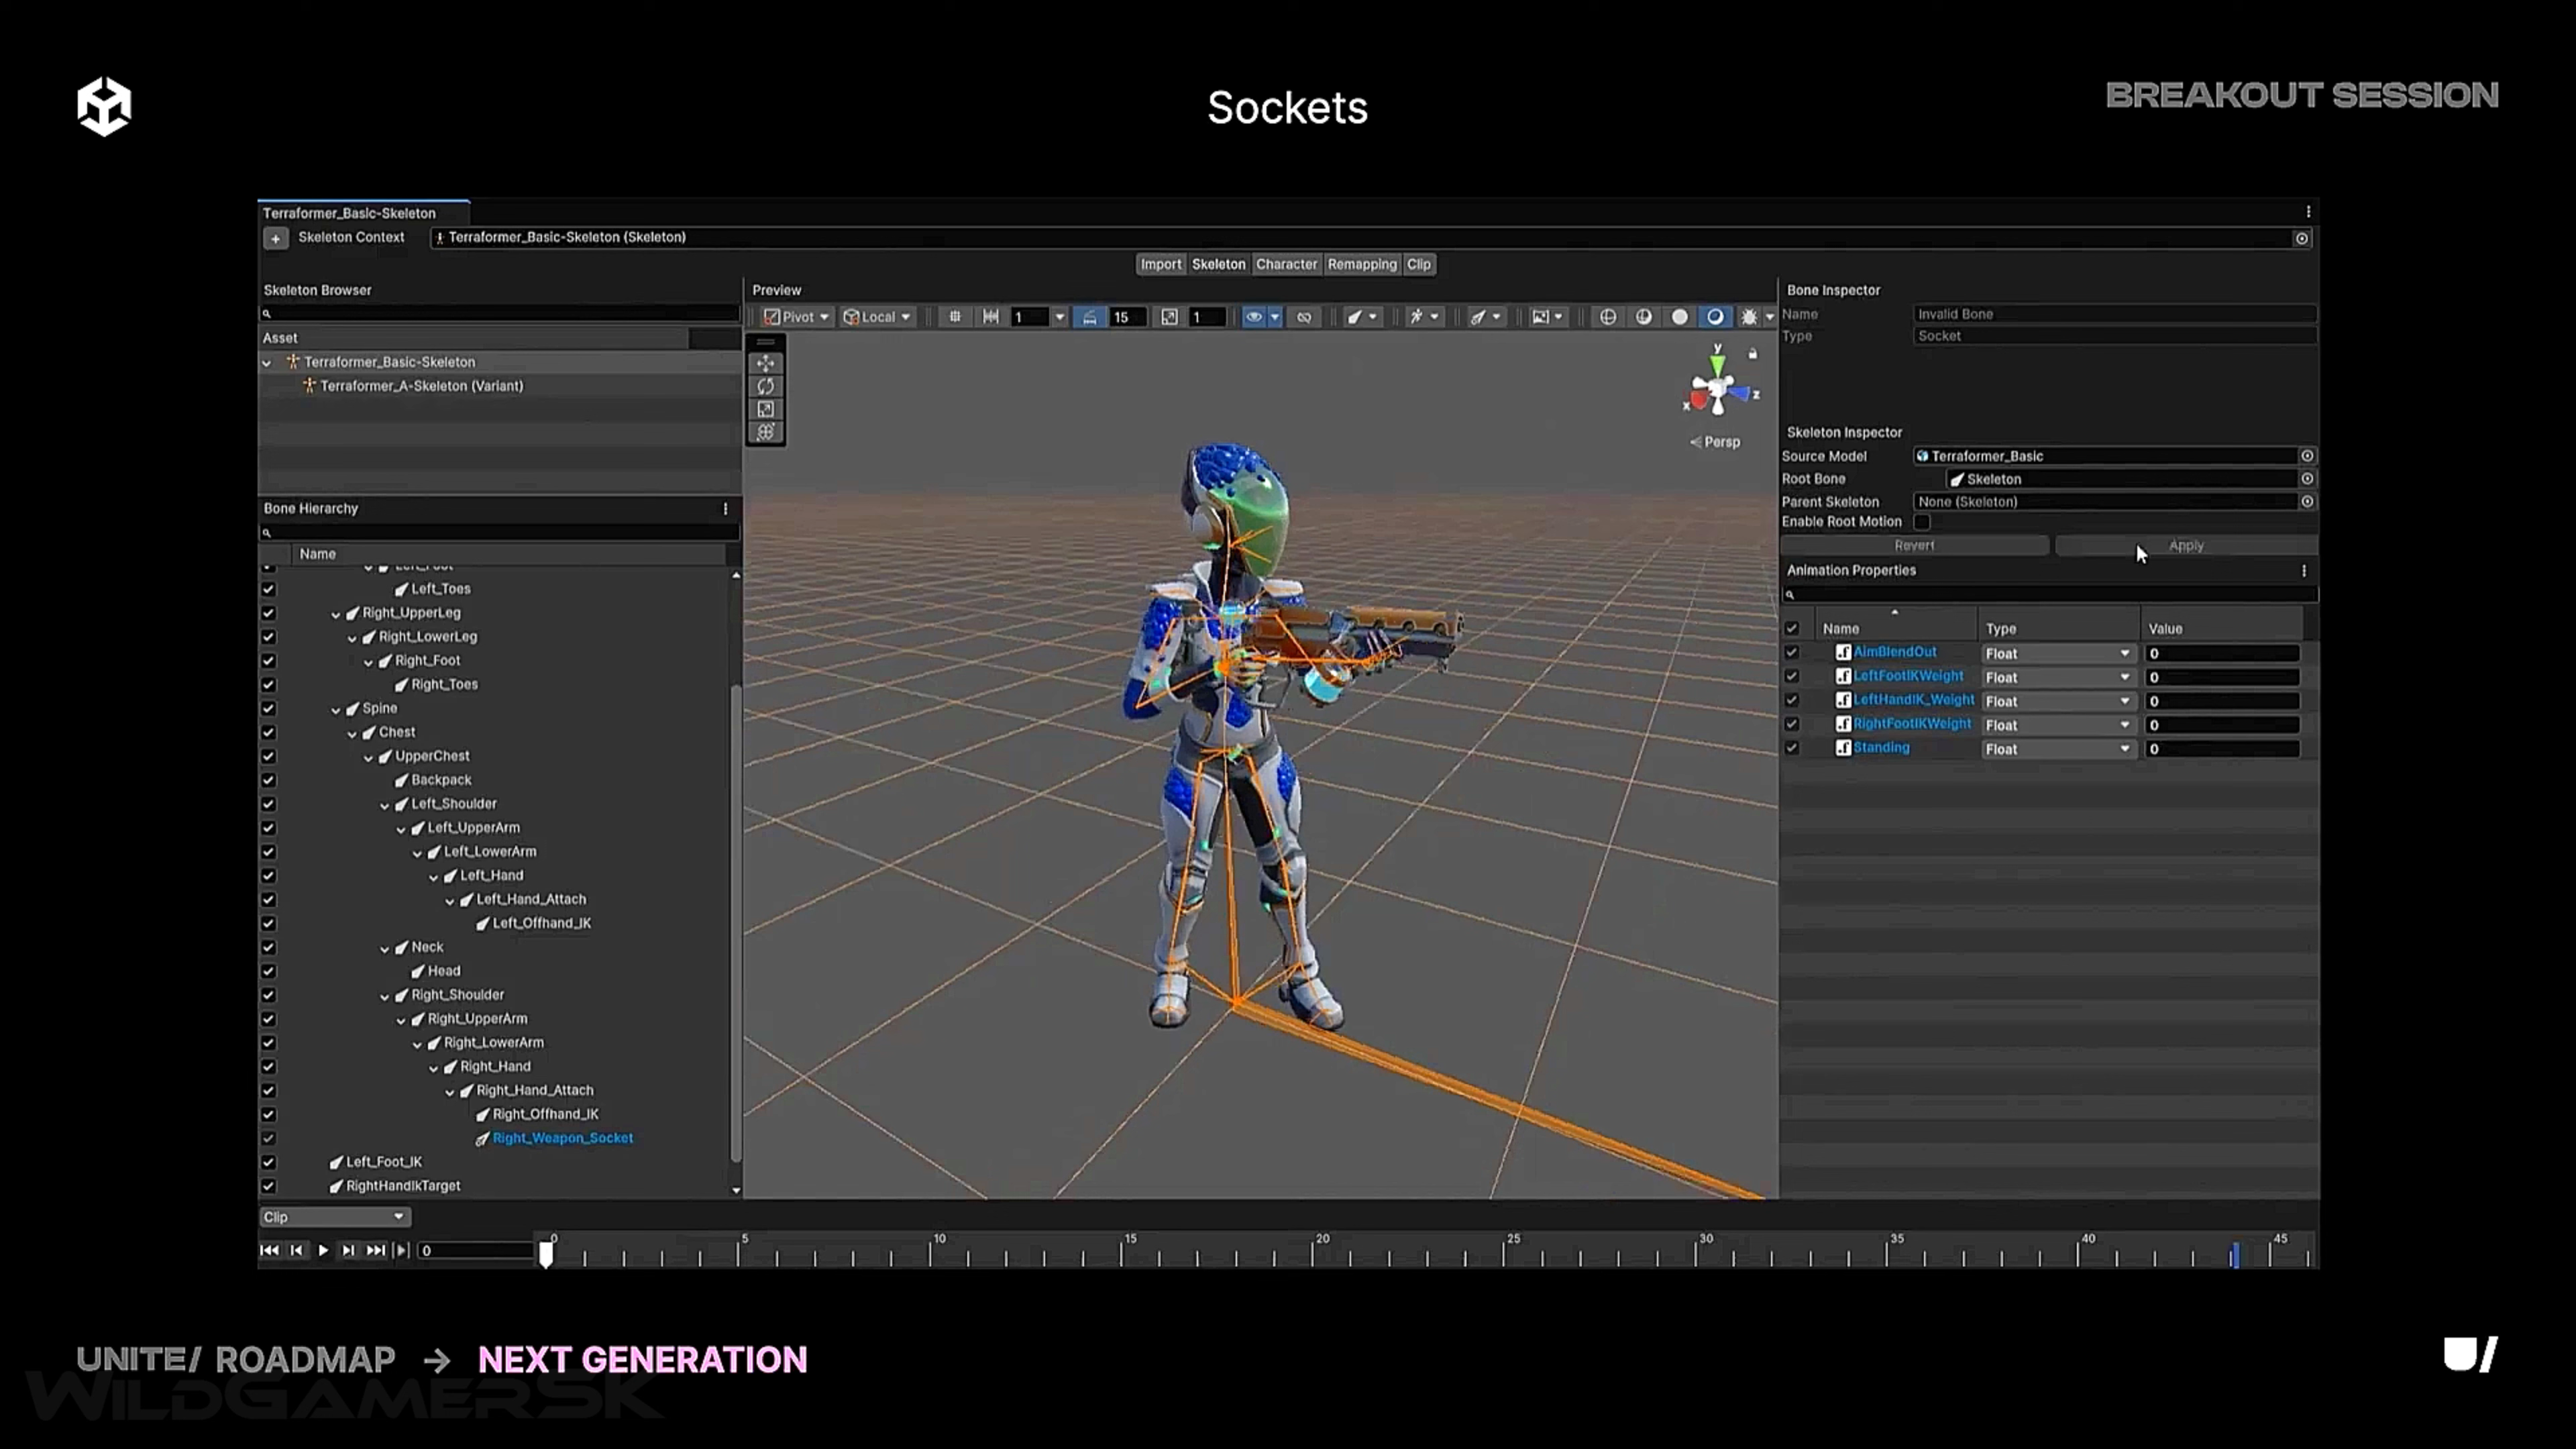 Sockets
BREAKOUT SESSION
Terraformer_Basic-Skeleton
Skeleton Context
Terraformer_Basic-Skeleton (Skeleton)
Import Skeleton Character Remapping Clip
Skeleton Browser
Asset
Terraformer_Basic-Skeleton
Terraformer_A-Skeleton (Variant)
Bone Hierarchy
Name
Left_Foot
Left_Toes
Right_UpperLeg
Right_LowerLeg
Right_Foot
Right_Toes
Spine
Chest
UpperChest
Backpack
Left_Shoulder
Left_UpperArm
Left_LowerArm
Left_Hand
Left_Hand_Attach
Left_Offhand_IK
Neck
Head
Right_Shoulder
Right_UpperArm
Right_LowerArm
Right_Hand
Right_Hand_Attach
Right_Offhand_IK
Right_Weapon_Socket
Left_Foot_IK
RightHandIkTarget
Preview
Pivot Local 1 15 1
y
x z
Persp
Bone Inspector
Name Invalid Bone
Type Socket
Skeleton Inspector
Source Model Terraformer_Basic
Root Bone Skeleton
Parent Skeleton None (Skeleton)
Enable Root Motion
Revert Apply
Animation Properties
Name Type Value
AimBlendOut Float 0
LeftFootIKWeight Float 0
LeftHandIK_Weight Float 0
RightFootIKWeight Float 0
Standing Float 0
Clip
0
0 5 10 15 20 25 30 35 40 45
UNITE/ ROADMAP → NEXT GENERATION
U/
WILDGAMERSK